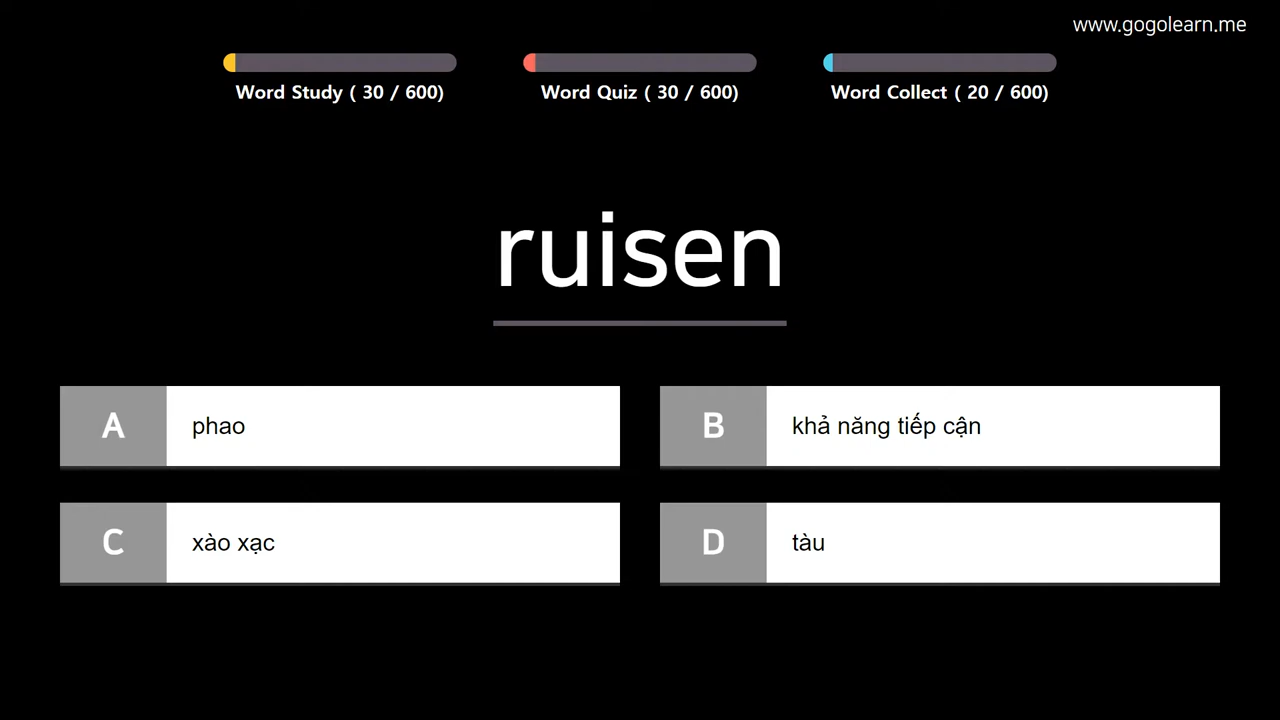 www.gogolearn.me
Word Study ( 30 / 600)
Word Quiz ( 30 / 600)
Word Collect ( 20 / 600)
ruisen
A phao
B khả năng tiếp cận
C xào xạc
D tàu